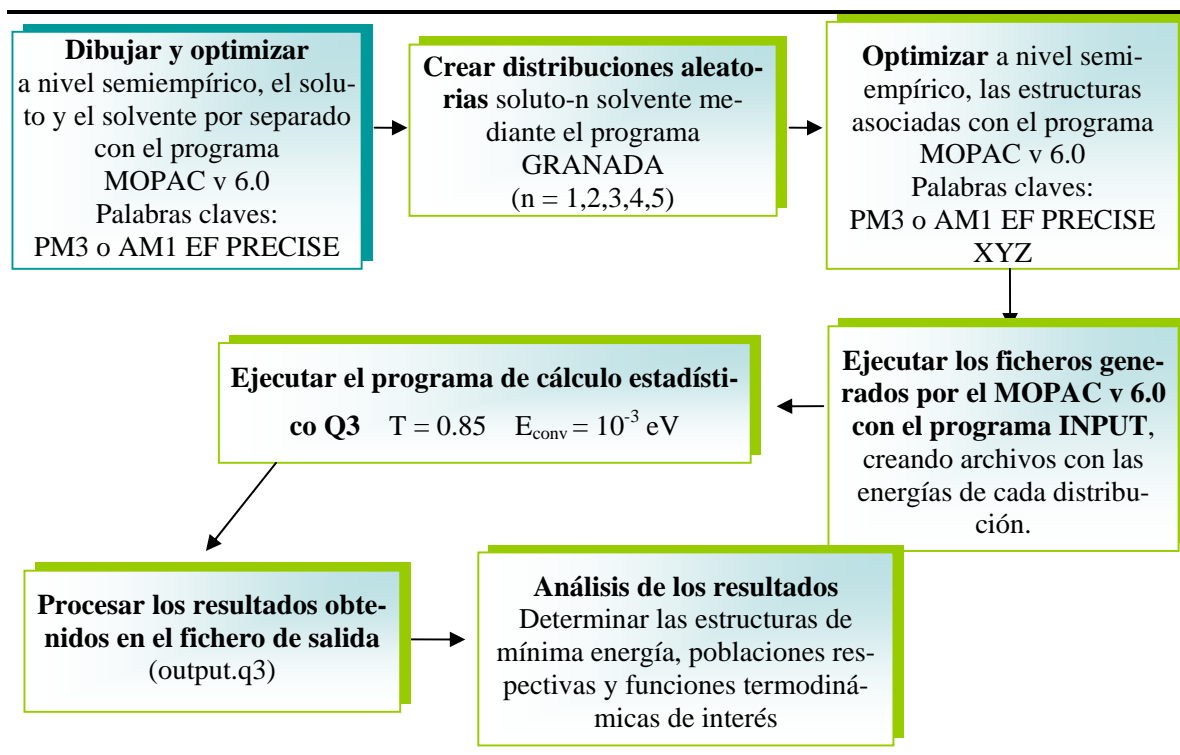 Dibujar y optimizar
a nivel semiempírico, el solu-
to y el solvente por separado
con el programa
MOPAC v 6.0
Palabras claves:
PM3 o AM1 EF PRECISE
Crear distribuciones aleato-
rias soluto-n solvente me-
diante el programa
GRANADA
(n = 1,2,3,4,5)
Optimizar a nivel semi-
empírico, las estructuras
asociadas con el programa
MOPAC v 6.0
Palabras claves:
PM3 o AM1 EF PRECISE
XYZ
Ejecutar los ficheros gene-
rados por el MOPAC v 6.0
con el programa INPUT,
creando archivos con las
energías de cada distribu-
ción.
Ejecutar el programa de cálculo estadísti-
co Q3 T = 0.85 Econv = 10-3 eV
Procesar los resultados obte-
nidos en el fichero de salida
(output.q3)
Análisis de los resultados
Determinar las estructuras de
mínima energía, poblaciones res-
pectivas y funciones termodiná-
micas de interés